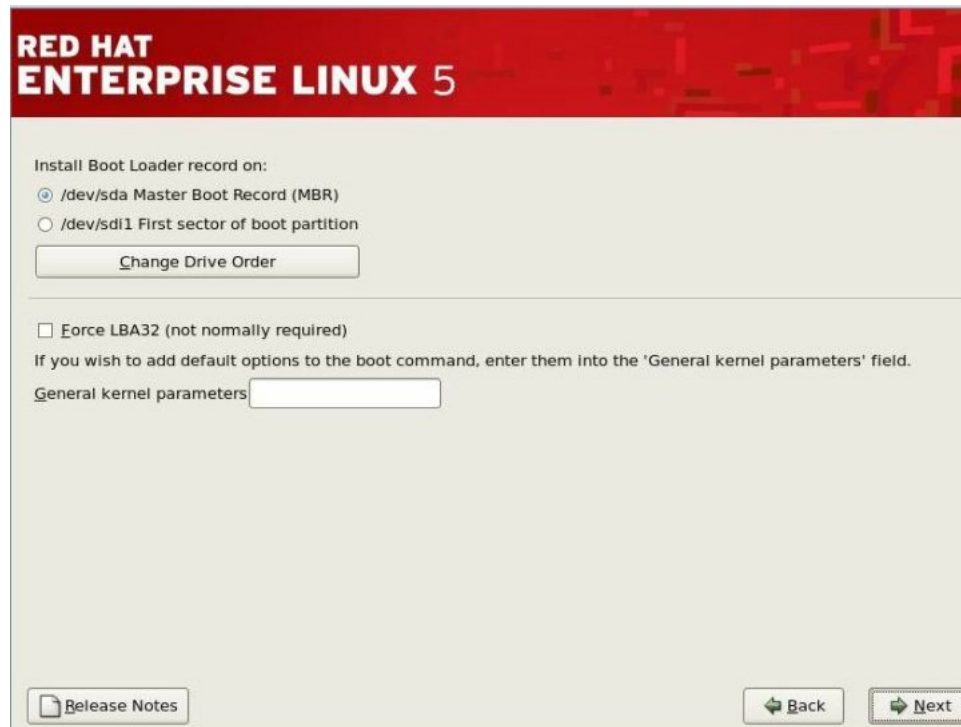 RED HAT
ENTERPRISE LINUX 5
Install Boot Loader record on:
/dev/sda Master Boot Record (MBR)
/dev/sdi1 First sector of boot partition
Change Drive Order
Force LBA32 (not normally required)
If you wish to add default options to the boot command, enter them into the 'General kernel parameters' field.
General kernel parameters
Release Notes
Back
Next